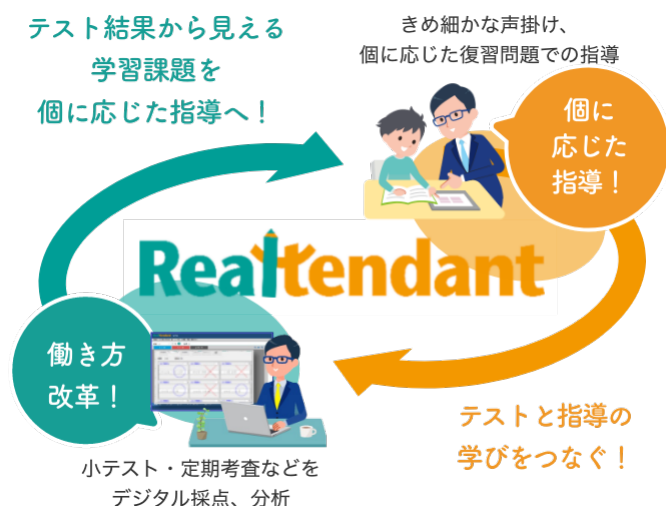 テスト結果から見える
学習課題を
個に応じた指導へ！
きめ細かな声掛け、
個に応じた復習問題での指導
個に
応じた
指導！
Realtendant
働き方
改革！
小テスト・定期考査などを
デジタル採点、分析
テストと指導の
学びをつなぐ！